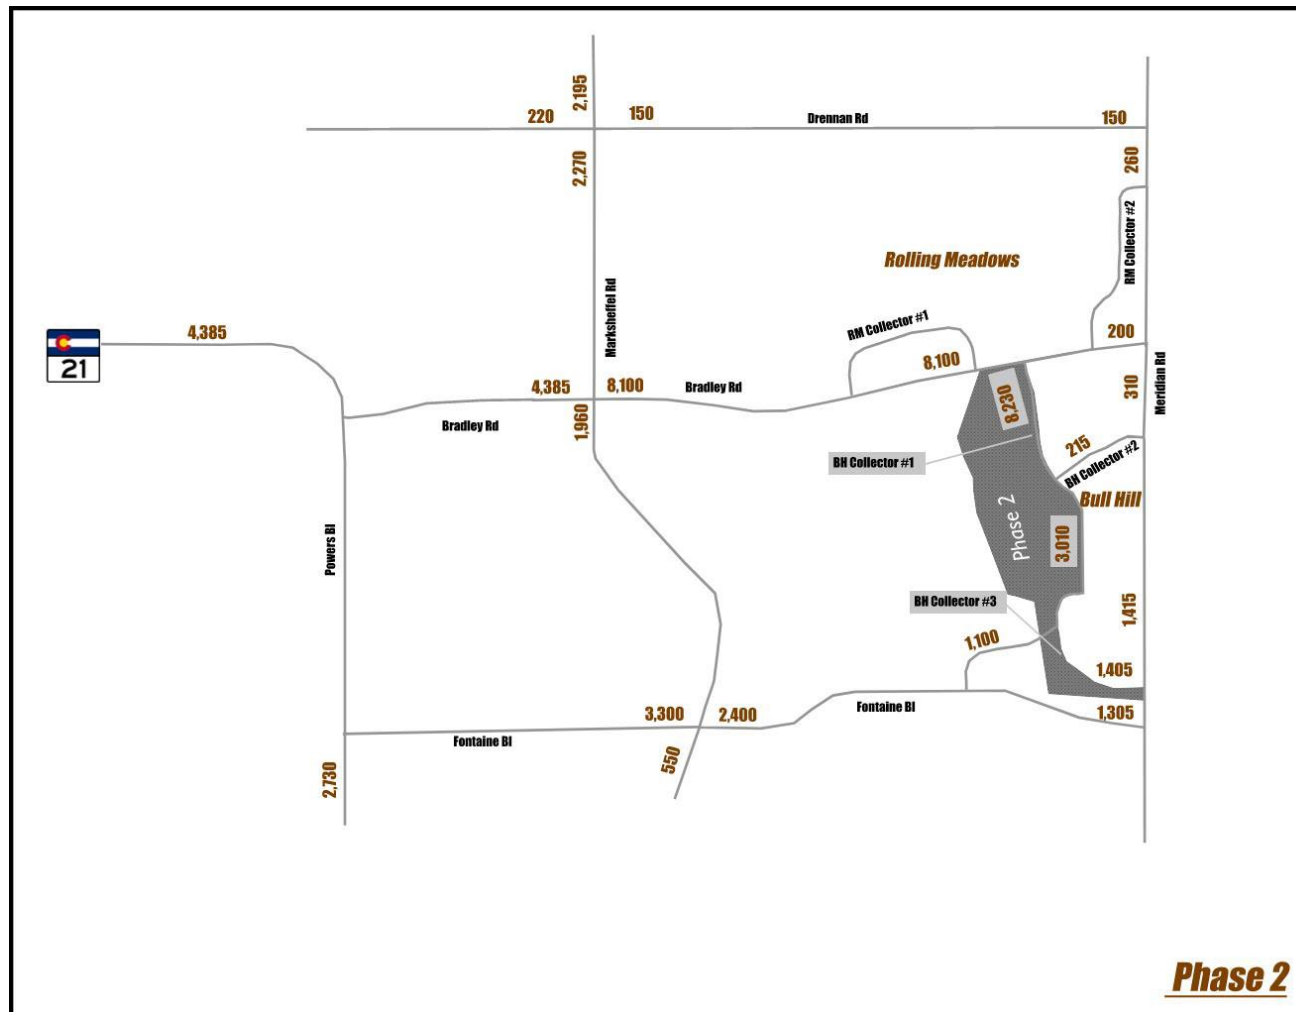 2,195
220
150
Drennan Rd
150
2,270
260
RM Collector #2
Rolling Meadows
Marksheffel Rd
RM Collector #1
4,385
21
200
8,100
Meridian Rd
310
4,385
8,100
Bradley Rd
8,230
1,960
Bradley Rd
215
BH Collector #2
BH Collector #1
Bull Hill
Phase 2
3,010
Powers Bl
BH Collector #3
1,415
1,100
1,405
Fontaine Bl
3,300
2,400
1,305
Fontaine Bl
550
2,730
Phase 2